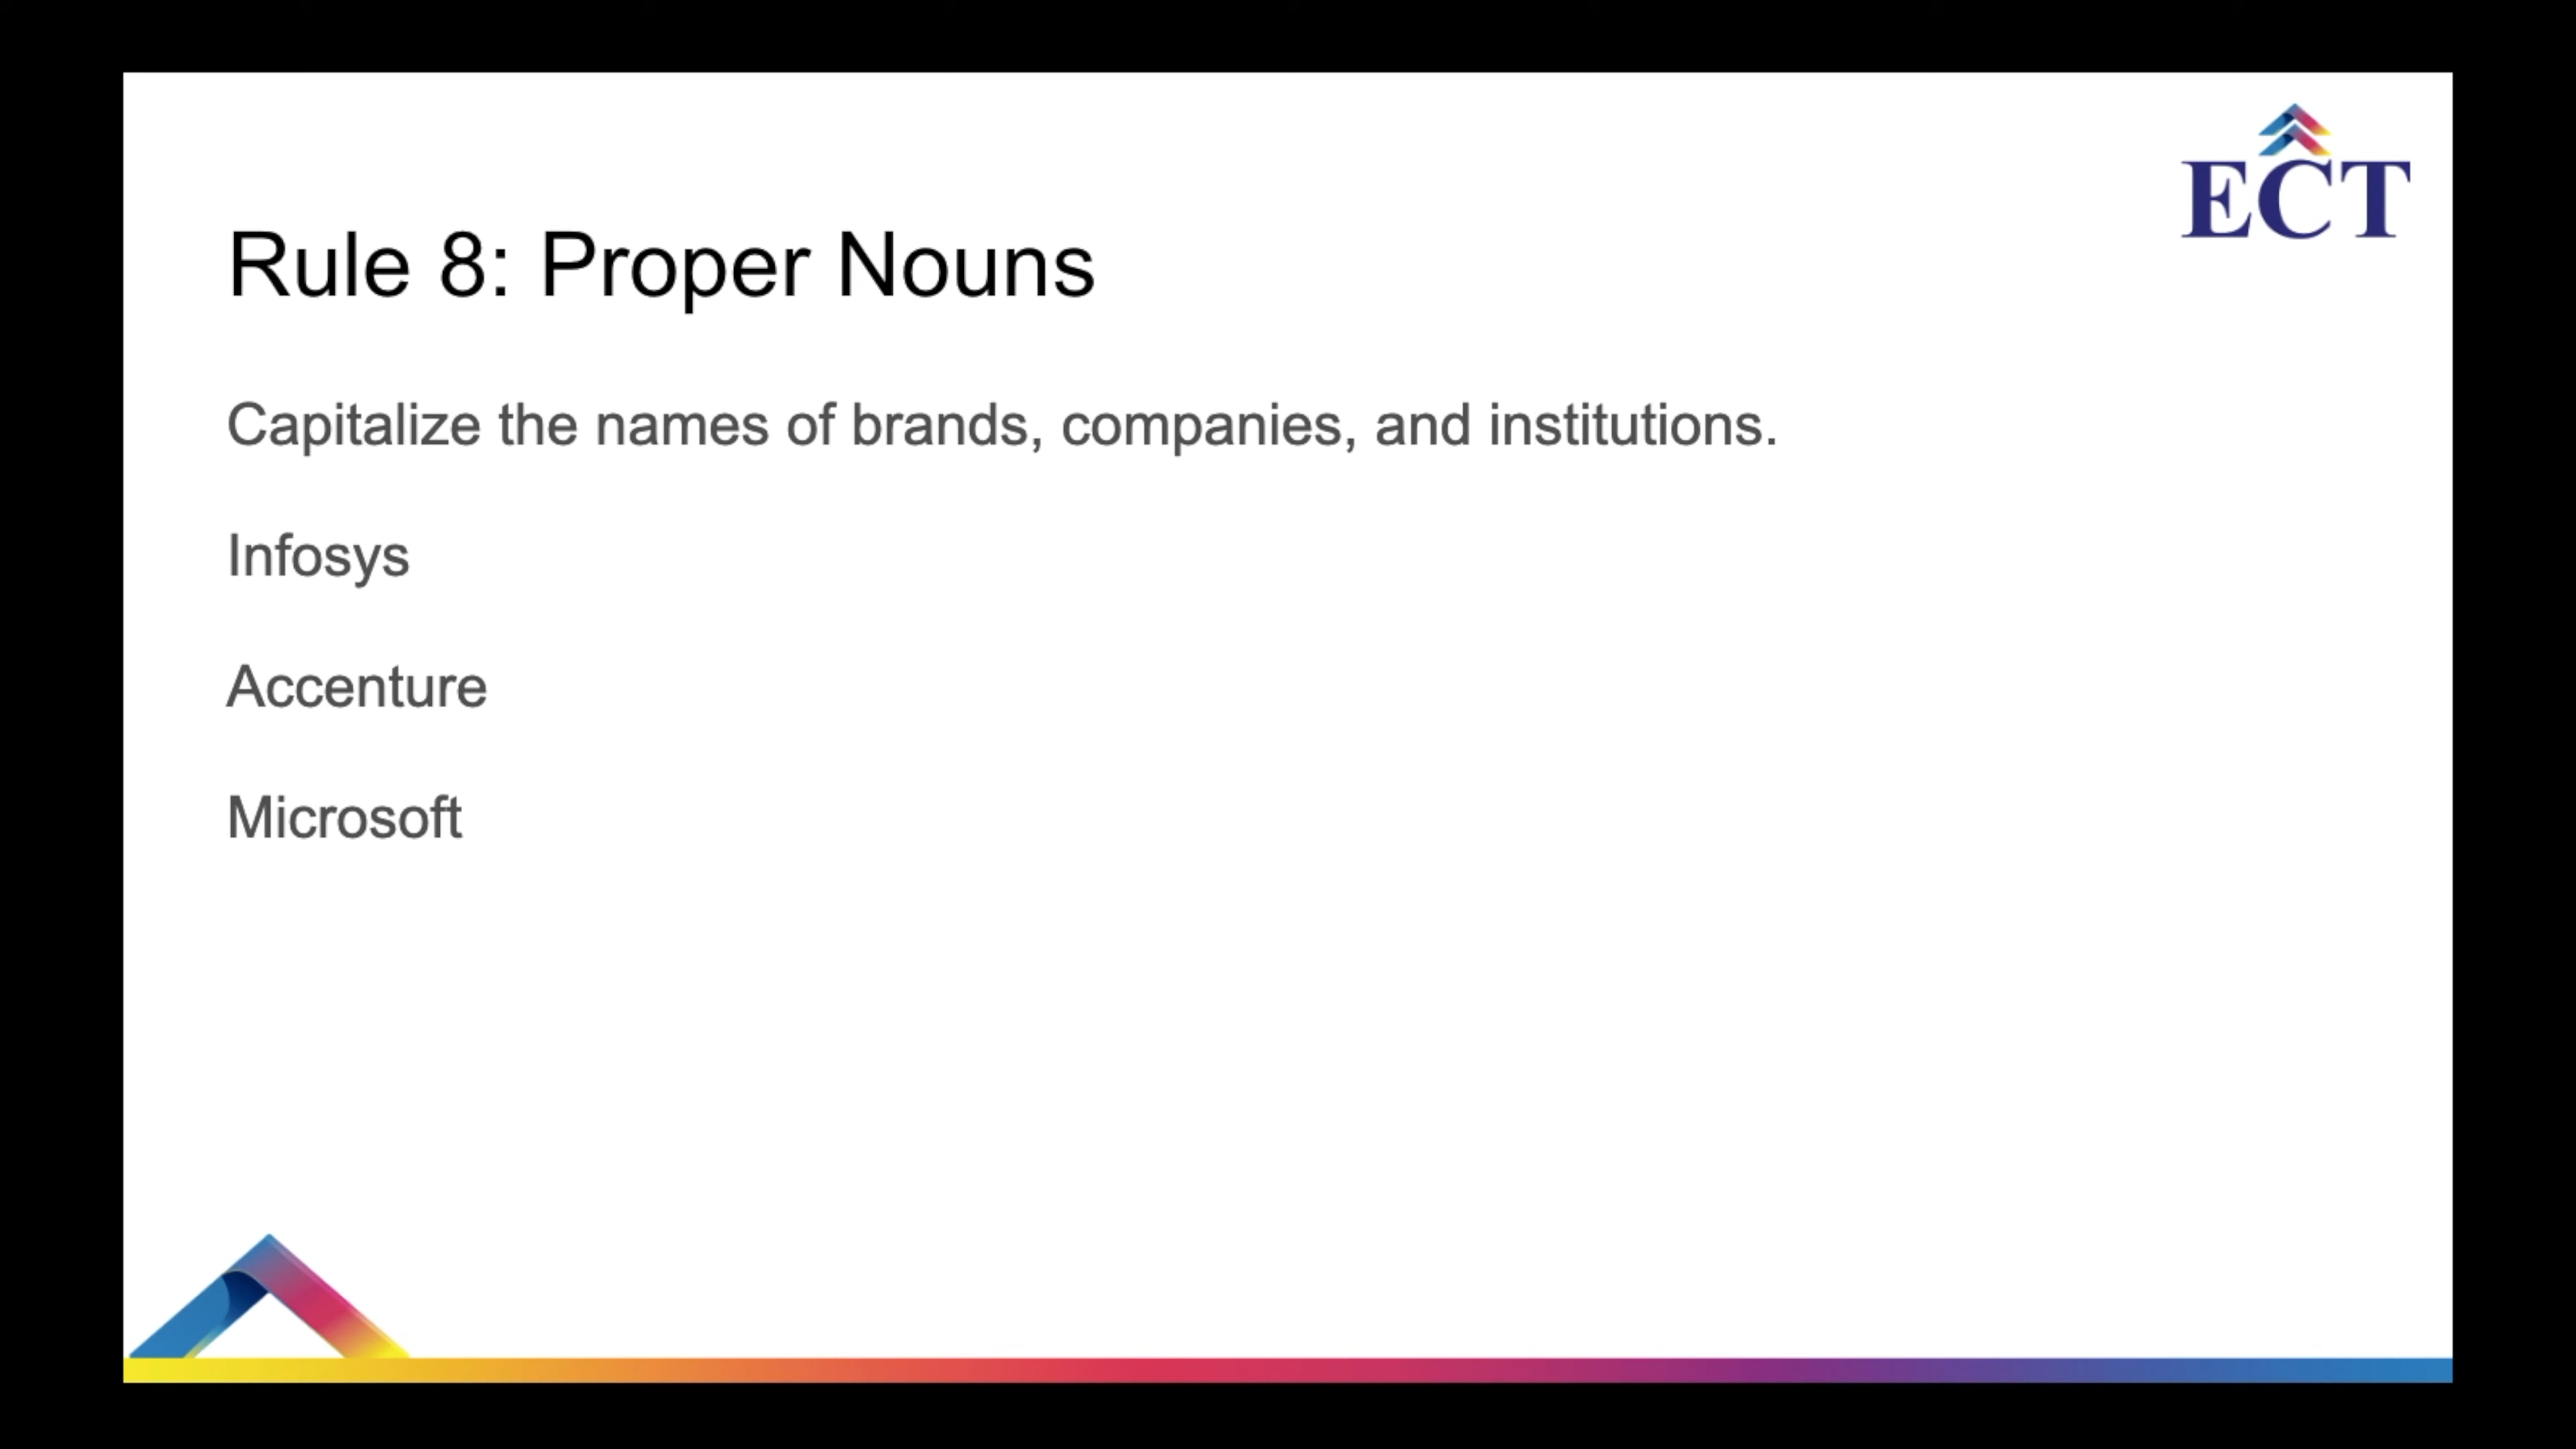 ECT
Rule 8: Proper Nouns
Capitalize the names of brands, companies, and institutions.
Infosys
Accenture
Microsoft